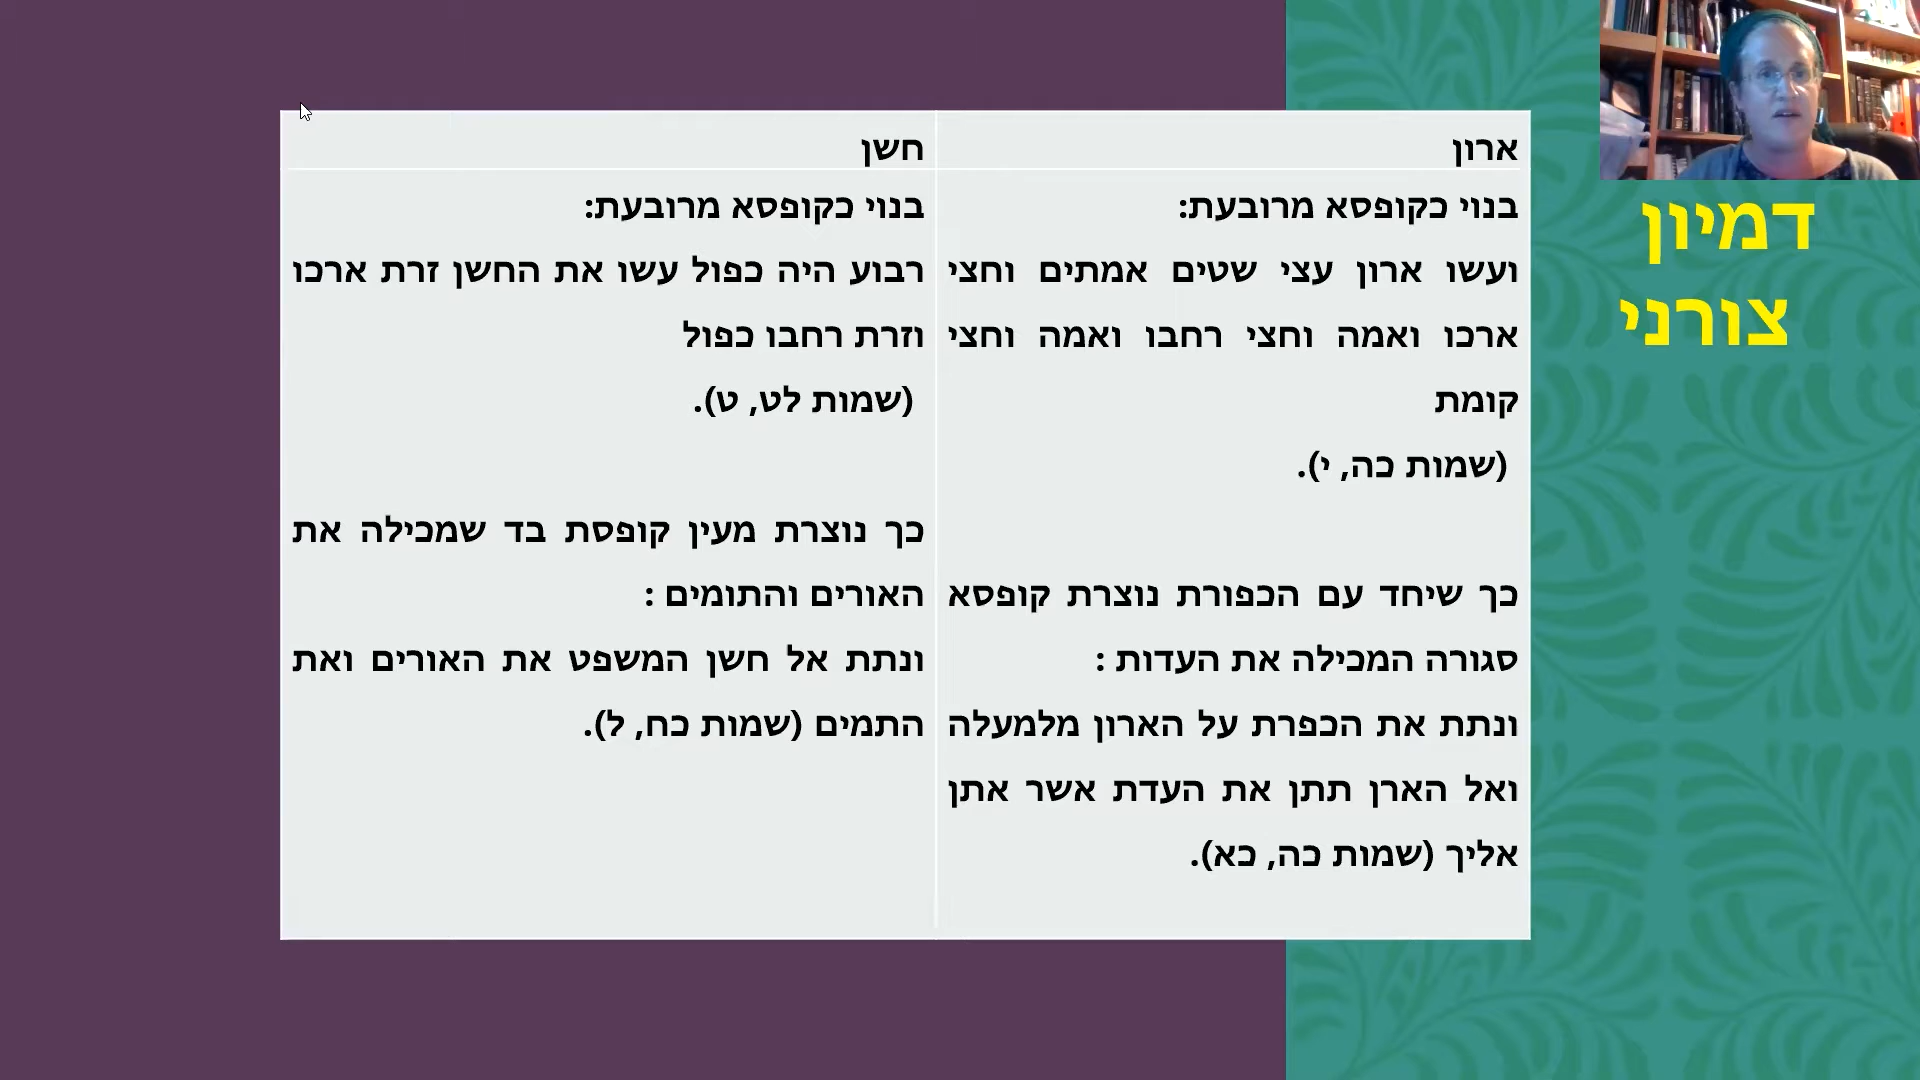 דמיון
צורני
ארון
בנוי כקופסא מרובעת:
ועשו ארון עצי שטים אמתים וחצי
ארכו ואמה וחצי רחבו ואמה וחצי
קומת
(שמות כה, י).
כך שיחד עם הכפורת נוצרת קופסא
סגורה המכילה את העדות :
ונתת את הכפרת על הארון מלמעלה
ואל הארן תתן את העדת אשר אתן
אליך (שמות כה, כא).
חשן
בנוי כקופסא מרובעת:
רבוע היה כפול עשו את החשן זרת ארכו
וזרת רחבו כפול
(שמות לט, ט).
כך נוצרת מעין קופסת בד שמכילה את
האורים והתומים :
ונתת אל חשן המשפט את האורים ואת
התמים (שמות כח, ל).